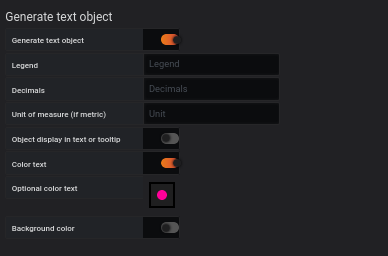 Generate text object
Generate text object
Legend Legend
Decimals Decimals
Unit of measure (if metric) Unit
Object display in text or tooltip
Color text
Optional color text
Background color